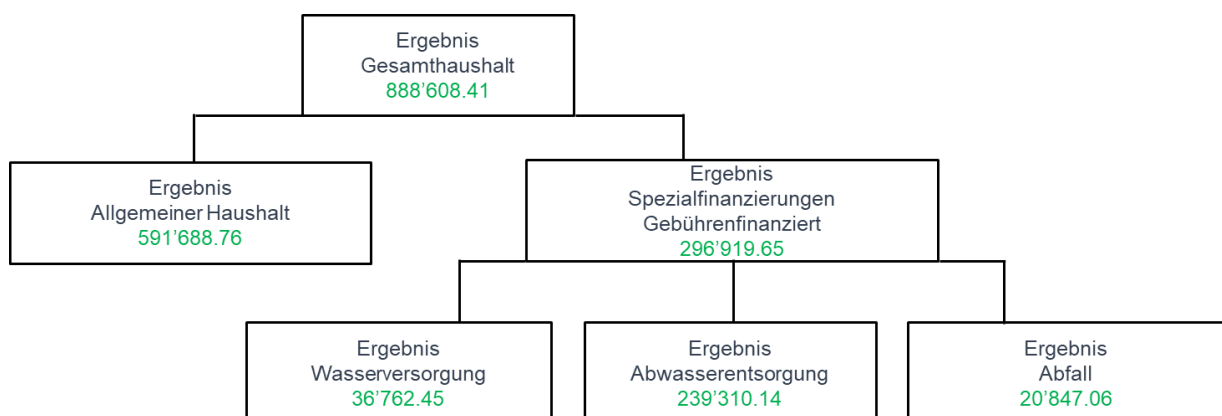 Ergebnis
Gesamthaushalt
888’608.41
Ergebnis
Allgemeiner Haushalt
591’688.76
Ergebnis
Spezialfinanzierungen
Gebührenfinanziert
296’919.65
Ergebnis
Wasserversorgung
36’762.45
Ergebnis
Abwasserentsorgung
239’310.14
Ergebnis
Abfall
20’847.06